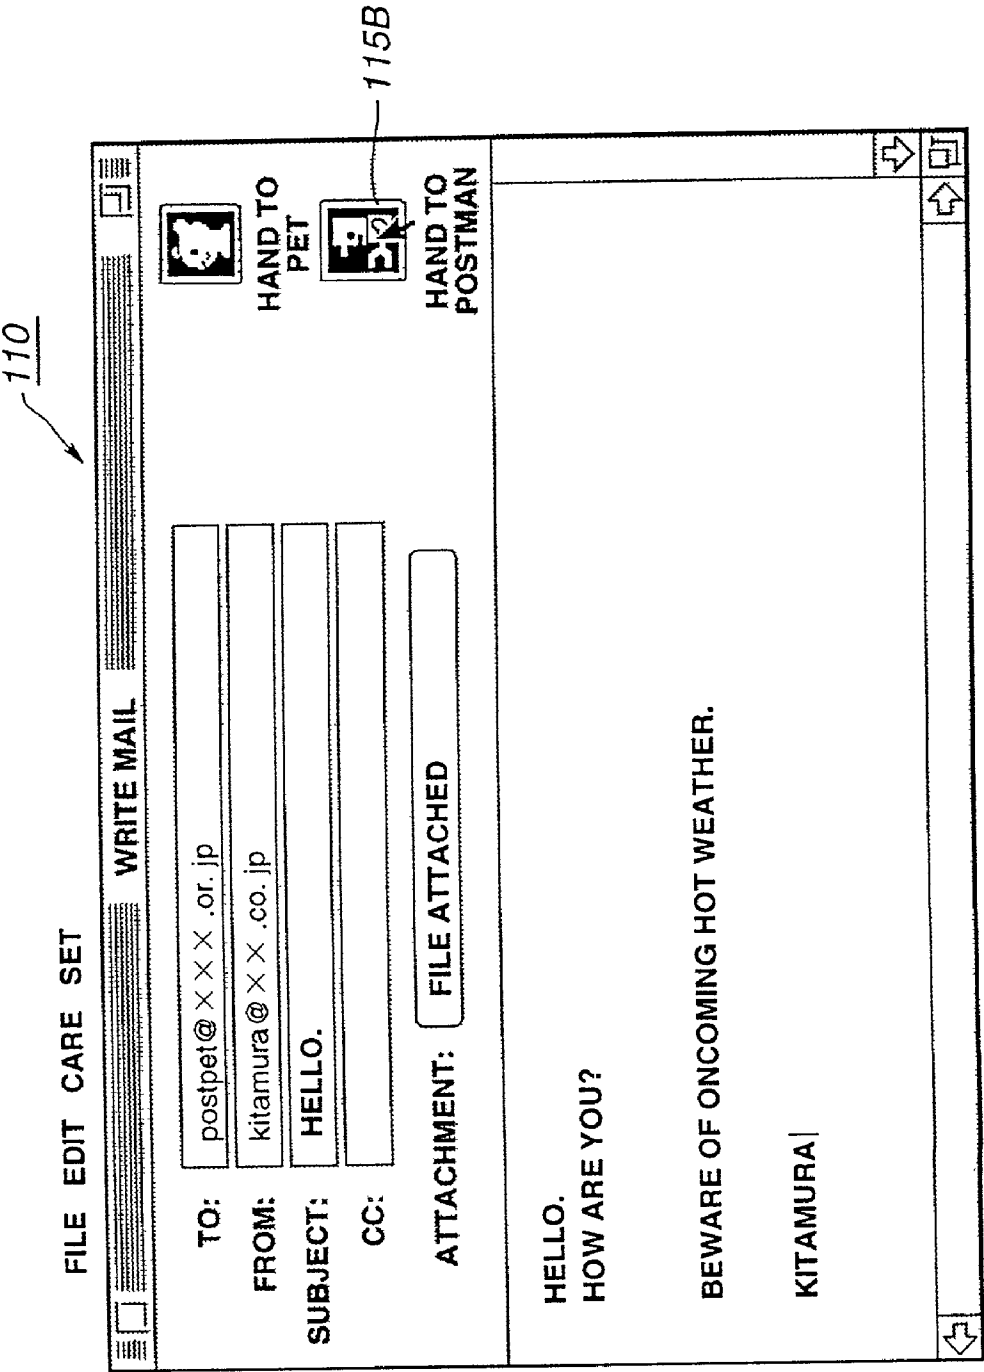 110
FILE EDIT CARE SET
WRITE MAIL
TO: postpet@×××.or.jp
FROM: kitamura@××.co.jp
SUBJECT: HELLO.
CC:
ATTACHMENT: FILE ATTACHED
HAND TO
PET
115B
HAND TO
POSTMAN
HELLO.
HOW ARE YOU?
BEWARE OF ONCOMING HOT WEATHER.
KITAMURA